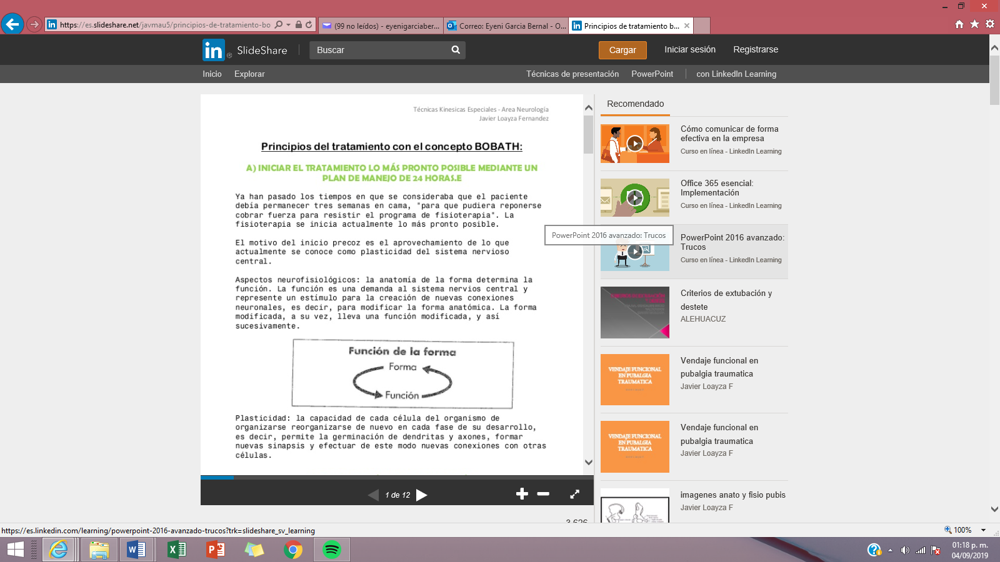 https://es.slideshare.net/javmau5/principios-de-tratamiento-bo
(99 no leídos) - eyenigarciaber...
Correo: Eyeni Garcia Bernal - O...
Principios de tratamiento b...
in SlideShare
Buscar
Cargar
Iniciar sesión
Registrarse
Inicio
Explorar
Técnicas de presentación
PowerPoint
con LinkedIn Learning
Técnicas Kinesicas Especiales - Area Neurología
Javier Loayza Fernandez
Principios del tratamiento con el concepto BOBATH:
A) INICIAR EL TRATAMIENTO LO MÁS PRONTO POSIBLE MEDIANTE UN
PLAN DE MANEJO DE 24 HORAS.E
Ya han pasado los tiempos en que se consideraba que el paciente
debia permanecer tres semanas en cama, "para que pudiera reponerse
cobrar fuerza para resistir el programa de fisioterapia". La
fisioterapia se inicia actualmente lo más pronto posible.
El motivo del inicio precoz es el aprovechamiento de lo que
actualmente se conoce como plasticidad del sistema nervioso
central.
Aspectos neurofisiológicos: la anatomía de la forma determina la
función. La función es una demanda al sistema nervios central y
represente un estímulo para la creación de nuevas conexiones
neuronales, es decir, para modificar la forma anatómica. La forma
modificada, a su vez, lleva una función modificada, y así
sucesivamente.
Función de la forma
Forma
Función
Plasticidad: la capacidad de cada célula del organismo de
organizarse reorganizarse de nuevo en cada fase de su desarrollo,
es decir, permite la germinación de dendritas y axones, formar
nuevas sinapsis y efectuar de este modo nuevas conexiones con otras
células.
1 de 12
Recomendado
Cómo comunicar de forma
efectiva en la empresa
Curso en línea - LinkedIn Learning
Office 365 esencial:
Implementación
Curso en línea - LinkedIn Learning
PowerPoint 2016 avanzado: Trucos
PowerPoint 2016 avanzado:
Trucos
Curso en línea - LinkedIn Learning
Criterios de extubación y
destete
ALEHUACUZ
VENDAJE FUNCIONAL
EN PUBALGIA
TRAUMATICA
Vendaje funcional en
pubalgia traumatica
Javier Loayza F
VENDAJE FUNCIONAL
EN PUBALGIA
TRAUMATICA
Vendaje funcional en
pubalgia traumatica
Javier Loayza F
imagenes anato y fisio pubis
Javier Loayza F
3.626
https://es.linkedin.com/learning/powerpoint-2016-avanzado-trucos?trk=slideshare_sv_learning
100%
01:18 p. m.
04/09/2019